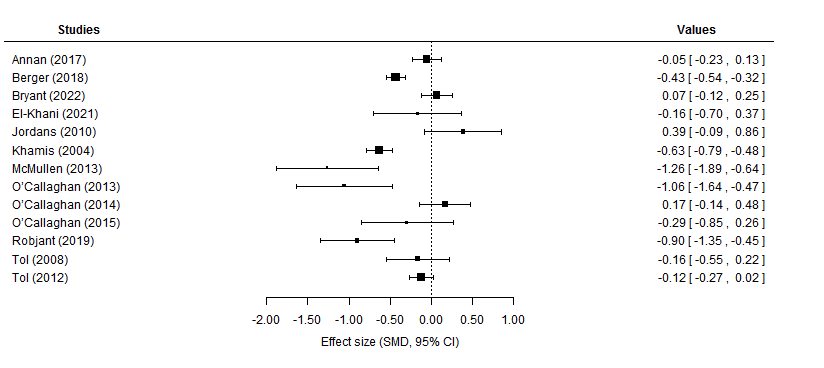 Studies Values
Annan (2017) -0.05 [ -0.23 , 0.13 ]
Berger (2018) -0.43 [ -0.54 , -0.32 ]
Bryant (2022) 0.07 [ -0.12 , 0.25 ]
El-Khani (2021) -0.16 [ -0.70 , 0.37 ]
Jordans (2010) 0.39 [ -0.09 , 0.86 ]
Khamis (2004) -0.63 [ -0.79 , -0.48 ]
McMullen (2013) -1.26 [ -1.89 , -0.64 ]
O'Callaghan (2013) -1.06 [ -1.64 , -0.47 ]
O'Callaghan (2014) 0.17 [ -0.14 , 0.48 ]
O'Callaghan (2015) -0.29 [ -0.85 , 0.26 ]
Robjant (2019) -0.90 [ -1.35 , -0.45 ]
Tol (2008) -0.16 [ -0.55 , 0.22 ]
Tol (2012) -0.12 [ -0.27 , 0.02 ]
-2.00 -1.50 -1.00 -0.50 0.00 0.50 1.00
Effect size (SMD, 95% CI)